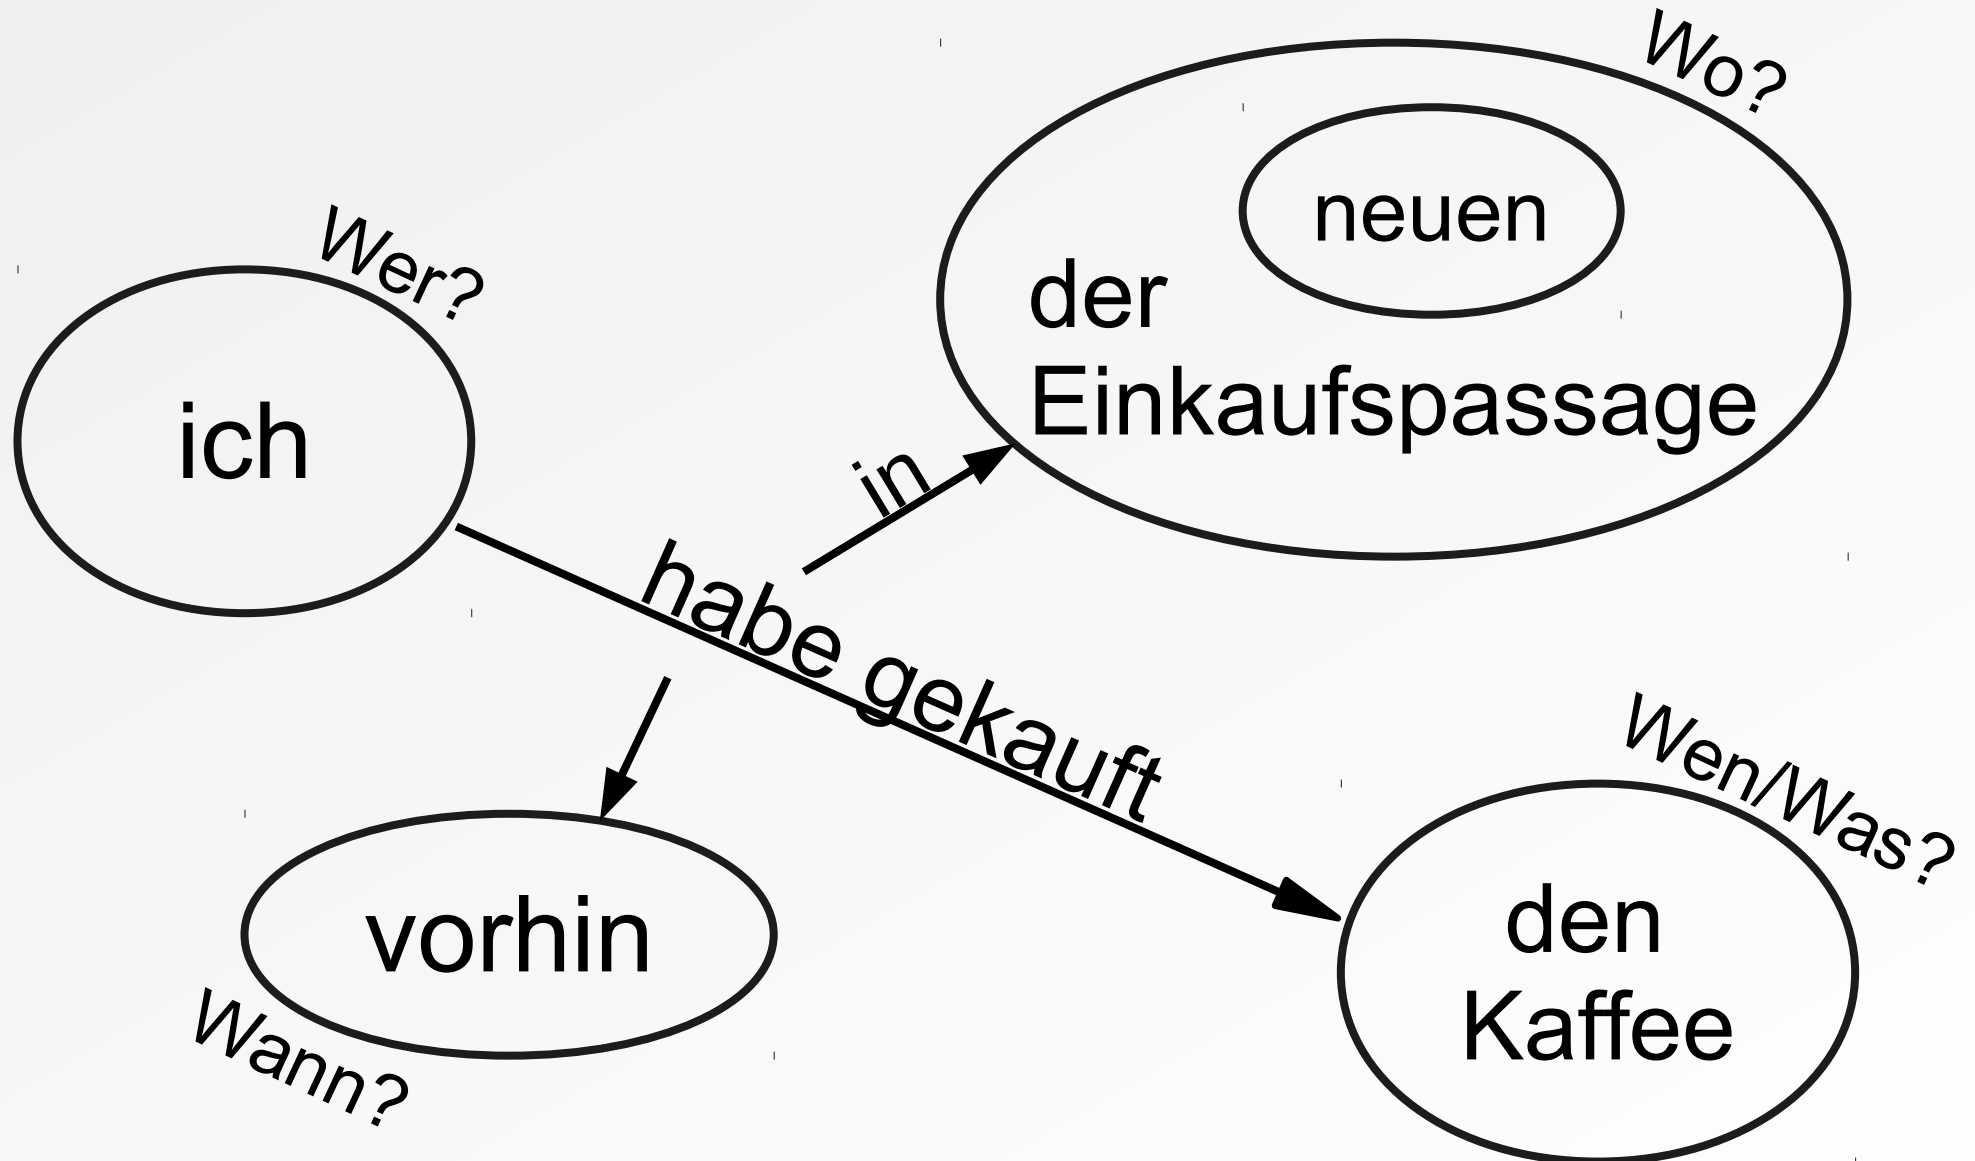 Wo?
neuen
Wer?
der
Einkaufspassage
ich
in
habe gekauft
Wen/Was?
den
Kaffee
vorhin
Wann?